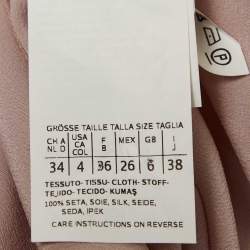 GRÖSSE TAILLE TALLA SIZE TAGLIA
CH A NL D USA CA COL F MEX GB I J
34 4 36 26 6 38
TESSUTO-TISSU-CLOTH-STOFF-
TEJIDO-TECIDO-KUMAŞ
100% SETA, SOIE, SILK, SEIDE,
SEDA, IPEK
CARE INSTRUCTIONS ON REVERSE
P